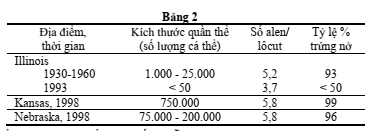 Bảng 2
Địa điểm, thời gian | Kích thước quần thể (số lượng cá thể) | Số alen/ lôcut | Tỷ lệ % trứng nở
Illinois
1930-1960 | 1.000 - 25.000 | 5,2 | 93
1993 | < 50 | 3,7 | < 50
Kansas, 1998 | 750.000 | 5,8 | 99
Nebraska, 1998 | 75.000 - 200.000 | 5,8 | 96